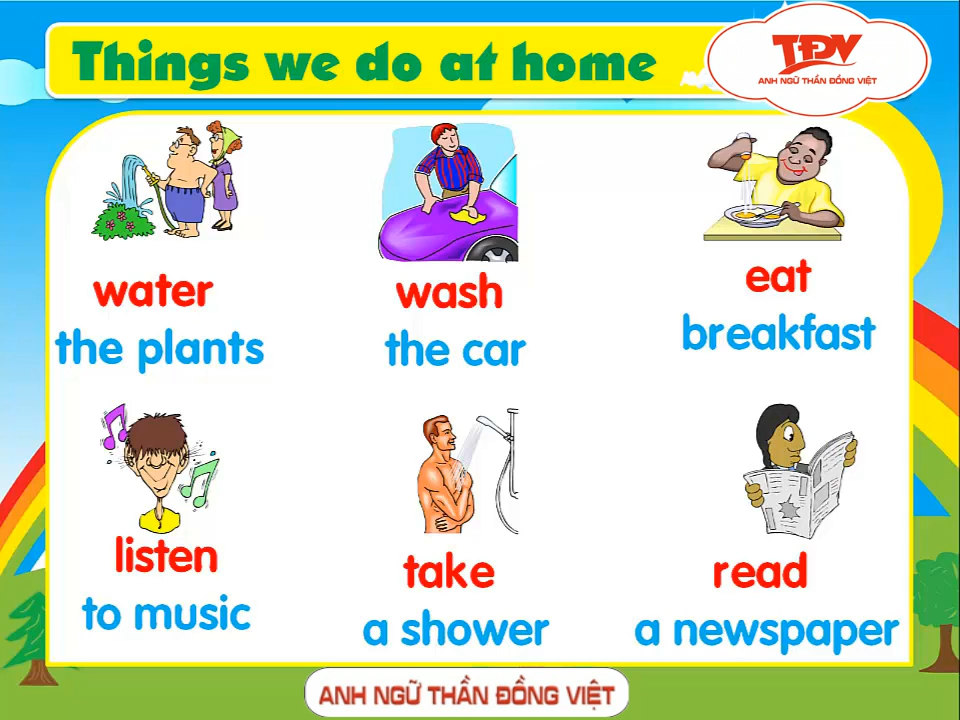 Things we do at home
TĐV
ANH NGỮ THẦN ĐỒNG VIỆT
water
the plants
wash
the car
eat
breakfast
listen
to music
take
a shower
read
a newspaper
ANH NGỮ THẦN ĐỒNG VIỆT